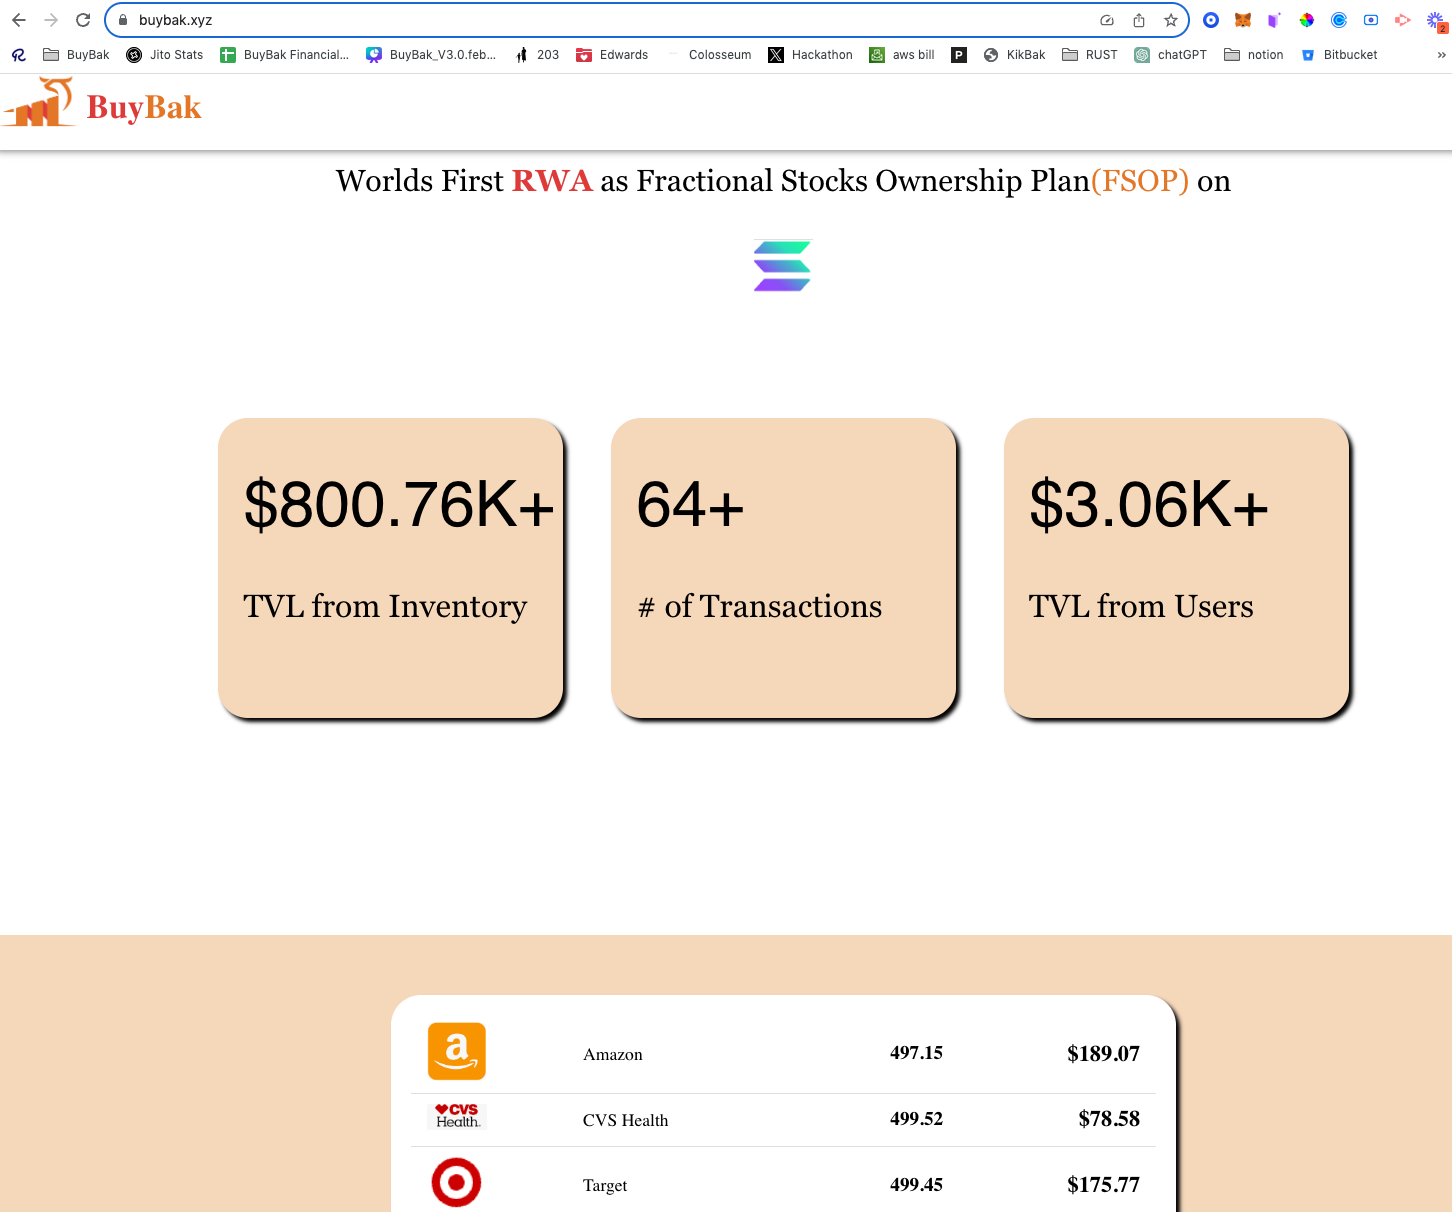 buybak.xyz
BuyBak
Jito Stats
BuyBak Financial...
BuyBak_V3.0.feb...
203
Edwards
Colosseum
X
Hackathon
aws bill
P
KikBak
RUST
chatGPT
notion
Bitbucket
»
2
BuyBak
Worlds First RWA as Fractional Stocks Ownership Plan(FSOP) on
$800.76K+
TVL from Inventory
64+
# of Transactions
$3.06K+
TVL from Users
a
Amazon
497.15
$189.07
CVS
Health.
CVS Health
499.52
$78.58
Target
499.45
$175.77